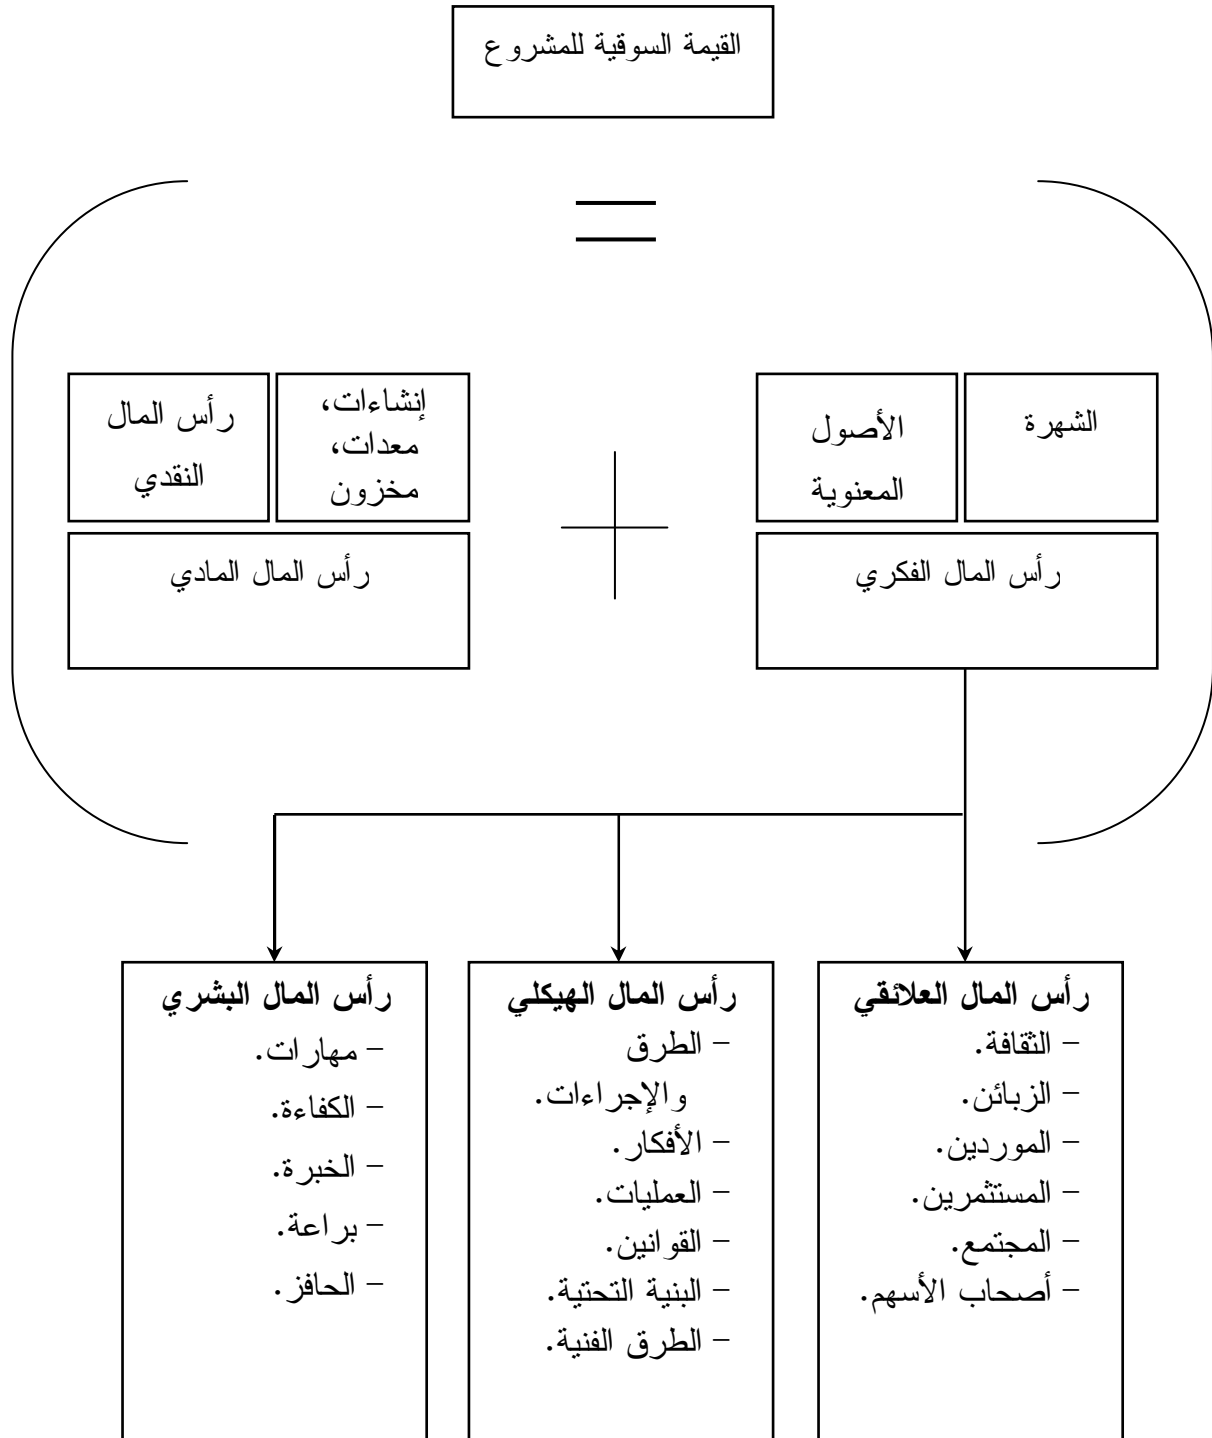 القيمة السوقية للمشروع
=
الشهرة
الأصول
المعنوية
رأس المال الفكري
+
إنشاءات،
معدات،
مخزون
رأس المال
النقدي
رأس المال المادي
رأس المال العلائقي
- الثقافة.
- الزبائن.
- الموردين.
- المستثمرين.
- المجتمع.
- أصحاب الأسهم.
رأس المال الهيكلي
- الطرق
والإجراءات.
- الأفكار.
- العمليات.
- القوانين.
- البنية التحتية.
- الطرق الفنية.
رأس المال البشري
- مهارات.
- الكفاءة.
- الخبرة.
- براعة.
- الحافز.